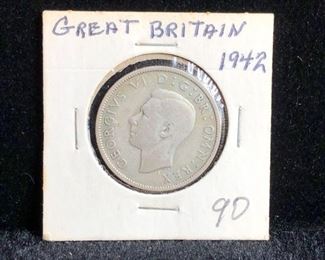 GREAT BRITAIN
1942
GEORGIVS VI D:G:BR:OMN:REX
90